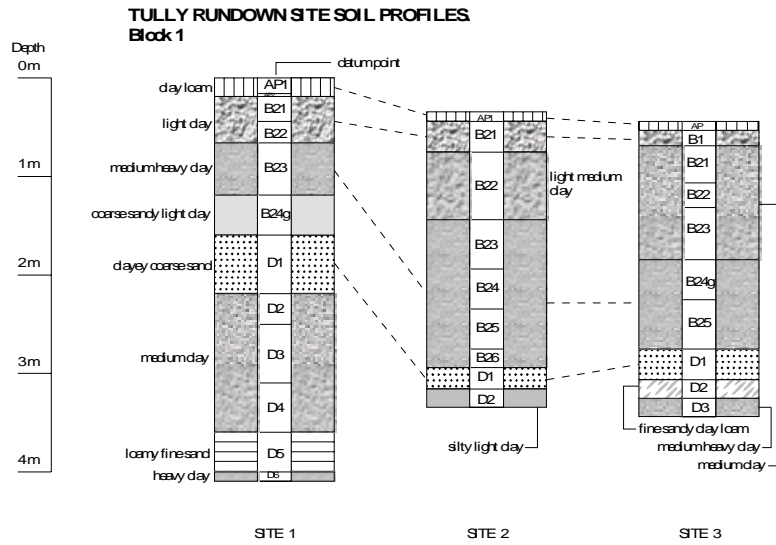 TULLY RUNDOWN SITE SOIL PROFILES.
Block 1
Depth
0m
1m
2m
3m
4m
datum point
clay loam
light clay
medium heavy clay
coarse sandy light clay
clayey coarse sand
medium clay
loamy fine sand
heavy clay
AP1
B21
B22
B23
B24g
D1
D2
D3
D4
D5
D6
SITE 1
AP1
B21
B22
B23
B24
B25
B26
D1
D2
light medium
clay
silty light clay
SITE 2
AP
B1
B21
B22
B23
B24g
B25
D1
D2
D3
fine sandy clay loam
medium heavy clay
medium clay
SITE 3